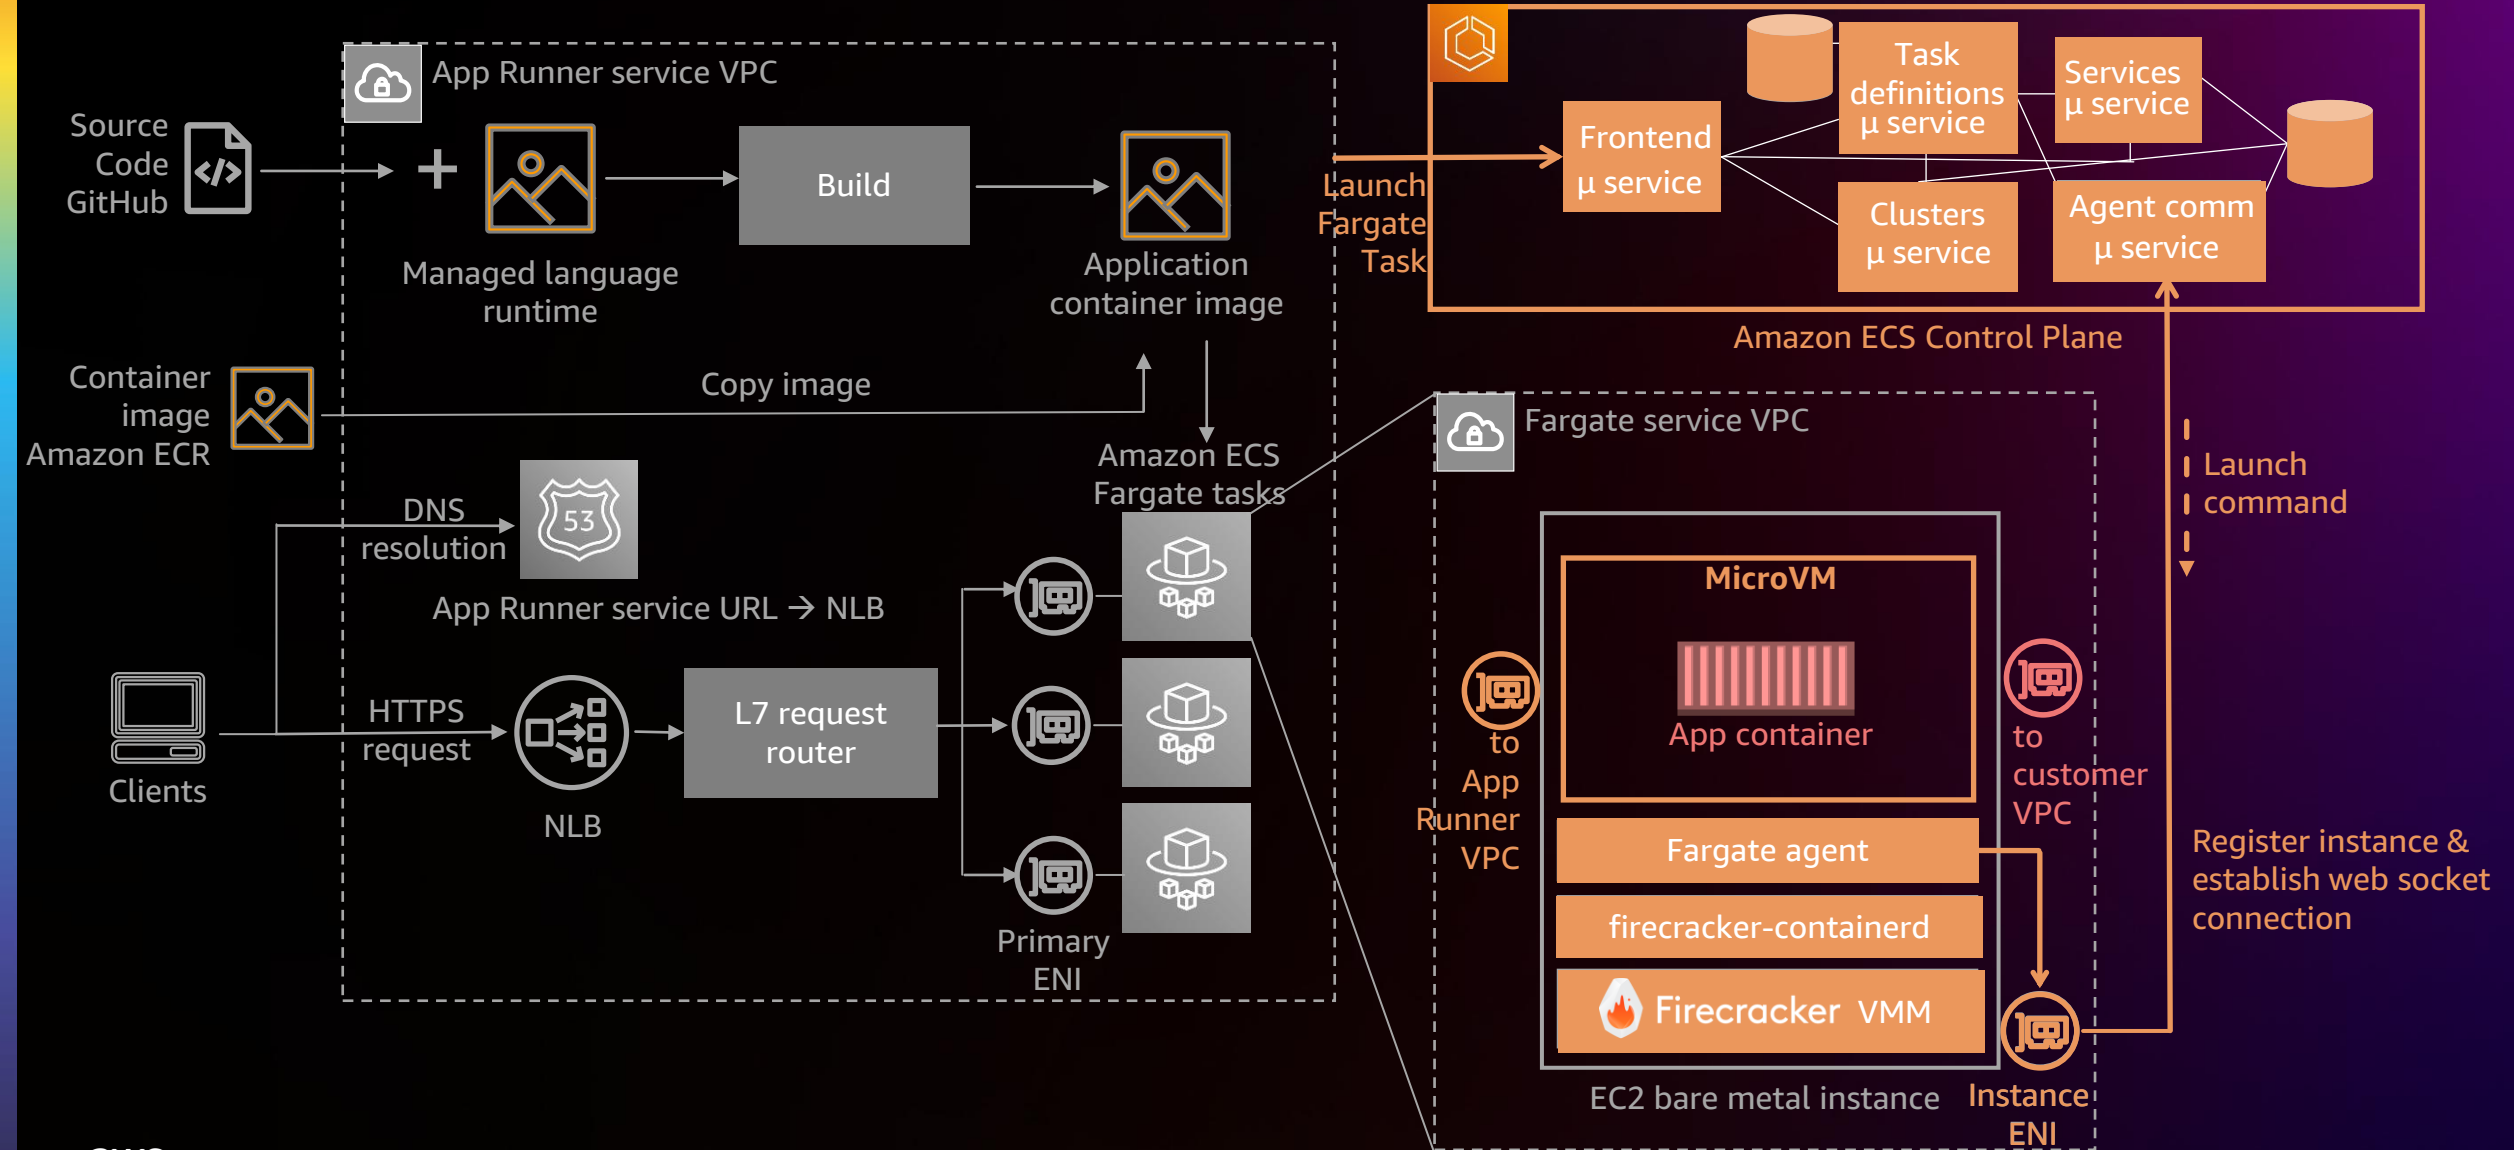 App Runner service VPC
Source
Code
GitHub
Managed language
runtime
Build
Application
container image
Container
image
Amazon ECR
Copy image
Amazon ECS
Fargate tasks
DNS
resolution
53
App Runner service URL → NLB
Clients
HTTPS
request
NLB
L7 request
router
Primary
ENI
Launch
Fargate
Task
Frontend
µ service
Task
definitions
µ service
Services
µ service
Clusters
µ service
Agent comm
µ service
Amazon ECS Control Plane
Fargate service VPC
Launch
command
MicroVM
App container
to
App
Runner
VPC
to
customer
VPC
Fargate agent
firecracker-containerd
Firecracker VMM
EC2 bare metal instance
Instance
ENI
Register instance &
establish web socket
connection